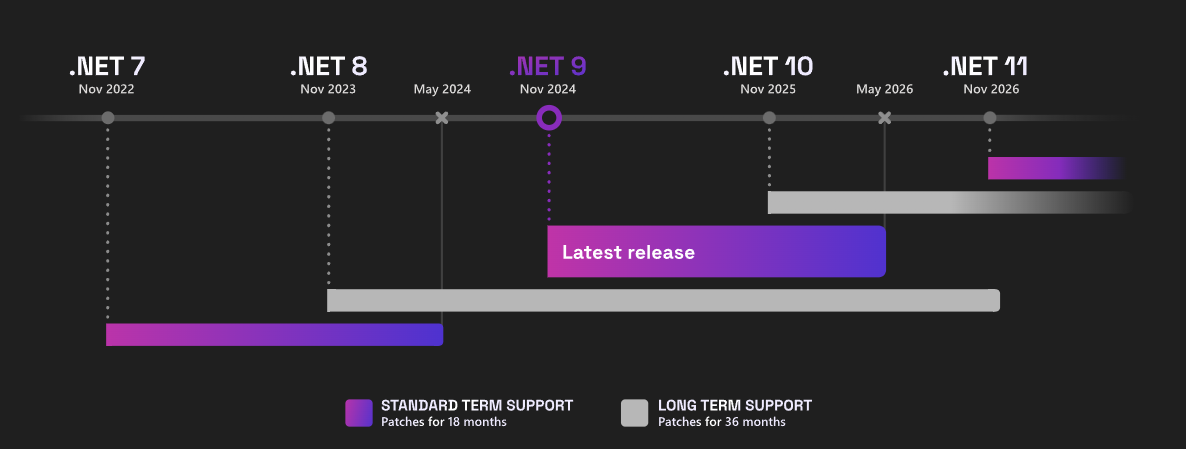 .NET 7
Nov 2022
.NET 8
Nov 2023
May 2024
.NET 9
Nov 2024
.NET 10
Nov 2025
May 2026
.NET 11
Nov 2026
Latest release
STANDARD TERM SUPPORT
Patches for 18 months
LONG TERM SUPPORT
Patches for 36 months